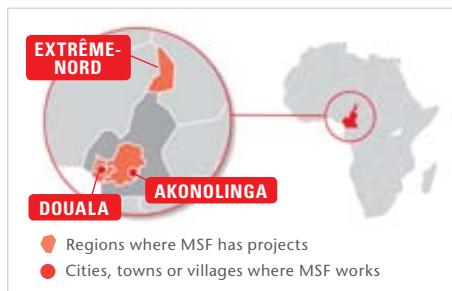 EXTRÊME-
NORD
AKONOLINGA
DOUALA
Regions where MSF has projects
Cities, towns or villages where MSF works